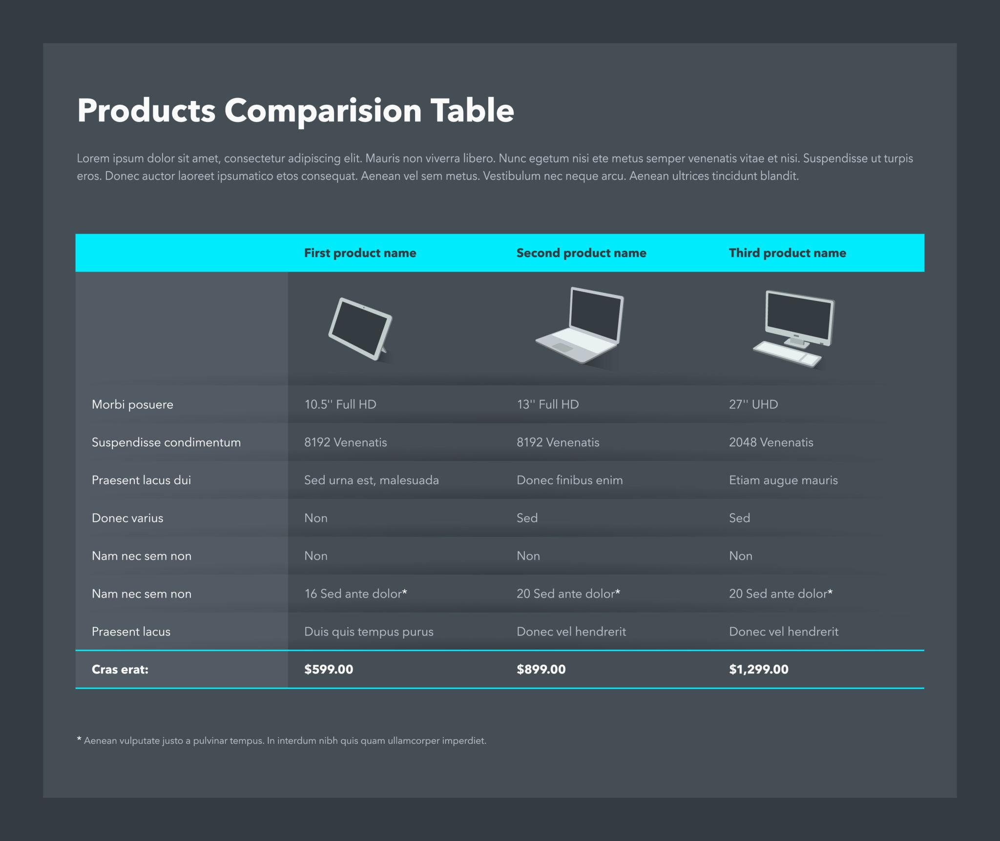 Products Comparision Table
Lorem ipsum dolor sit amet, consectetur adipiscing elit. Mauris non viverra libero. Nunc egetum nisi ete metus semper venenatis vitae et nisi. Suspendisse ut turpis
eros. Donec auctor laoreet ipsumatico etos consequat. Aenean vel sem metus. Vestibulum nec neque arcu. Aenean ultrices tincidunt blandit.
First product name Second product name Third product name
Morbi posuere 10.5'' Full HD 13'' Full HD 27'' UHD
Suspendisse condimentum 8192 Venenatis 8192 Venenatis 2048 Venenatis
Praesent lacus dui Sed urna est, malesuada Donec finibus enim Etiam augue mauris
Donec varius Non Sed Sed
Nam nec sem non Non Non Non
Nam nec sem non 16 Sed ante dolor* 20 Sed ante dolor* 20 Sed ante dolor*
Praesent lacus Duis quis tempus purus Donec vel hendrerit Donec vel hendrerit
Cras erat: $599.00 $899.00 $1,299.00
* Aenean vulputate justo a pulvinar tempus. In interdum nibh quis quam ullamcorper imperdiet.